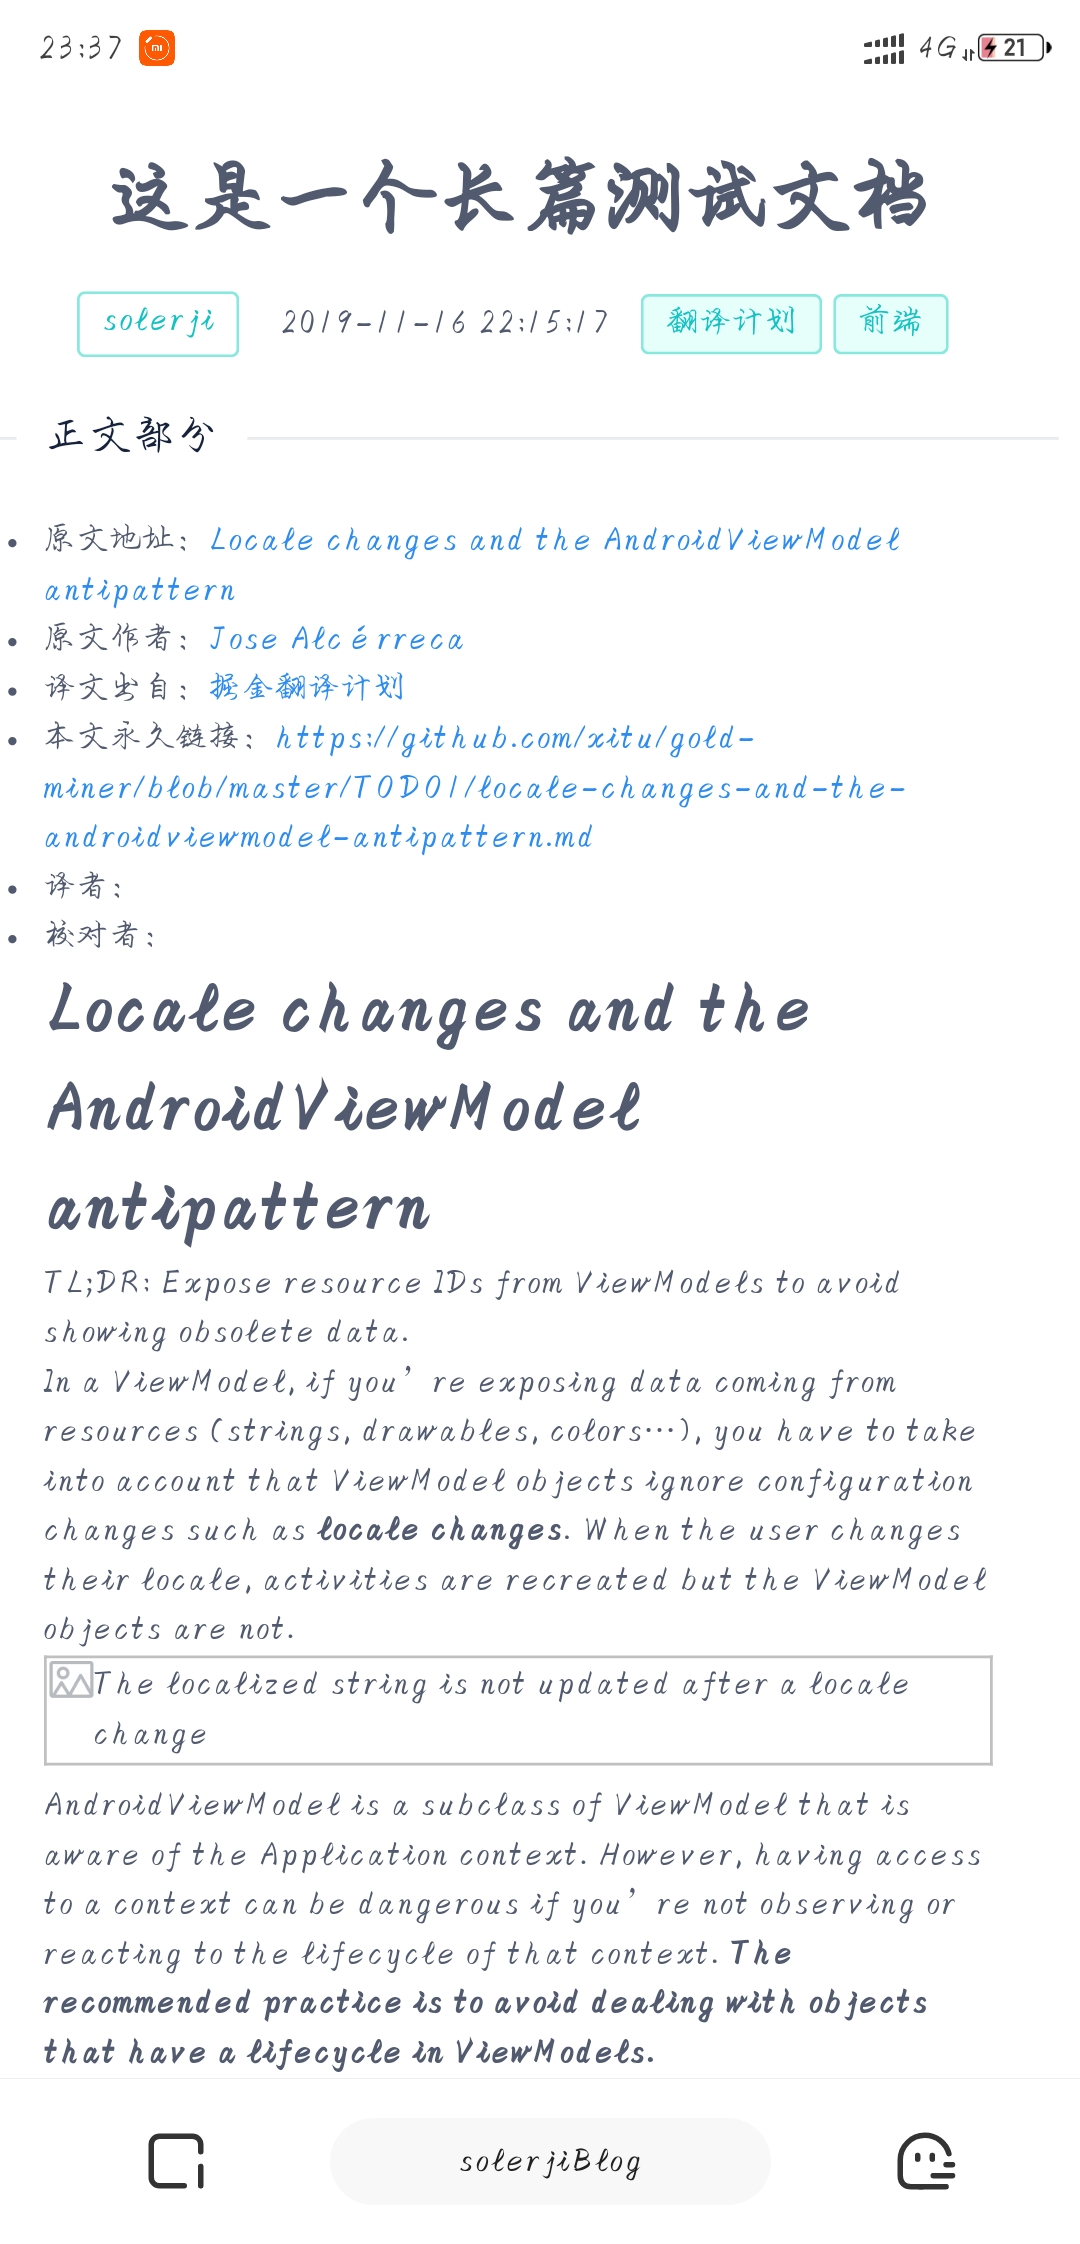 23:37
4G 21
这是一个长篇测试文档
solerji 2019-11-16 22:15:17 翻译计划 前端
正文部分
原文地址：Locale changes and the AndroidViewModel
antipattern
原文作者：Jose Alcérreca
译文出自：掘金翻译计划
本文永久链接：https://github.com/xitu/gold-
miner/blob/master/TODO1/locale-changes-and-the-
androidviewmodel-antipattern.md
译者：
校对者：
Locale changes and the
AndroidViewModel
antipattern
TL;DR: Expose resource IDs from ViewModels to avoid
showing obsolete data.
In a ViewModel, if you’re exposing data coming from
resources (strings, drawables, colors…), you have to take
into account that ViewModel objects ignore configuration
changes such as locale changes. When the user changes
their locale, activities are recreated but the ViewModel
objects are not.
The localized string is not updated after a locale
change
AndroidViewModel is a subclass of ViewModel that is
aware of the Application context. However, having access
to a context can be dangerous if you’re not observing or
reacting to the lifecycle of that context. The
recommended practice is to avoid dealing with objects
that have a lifecycle in ViewModels.
solerjiBlog